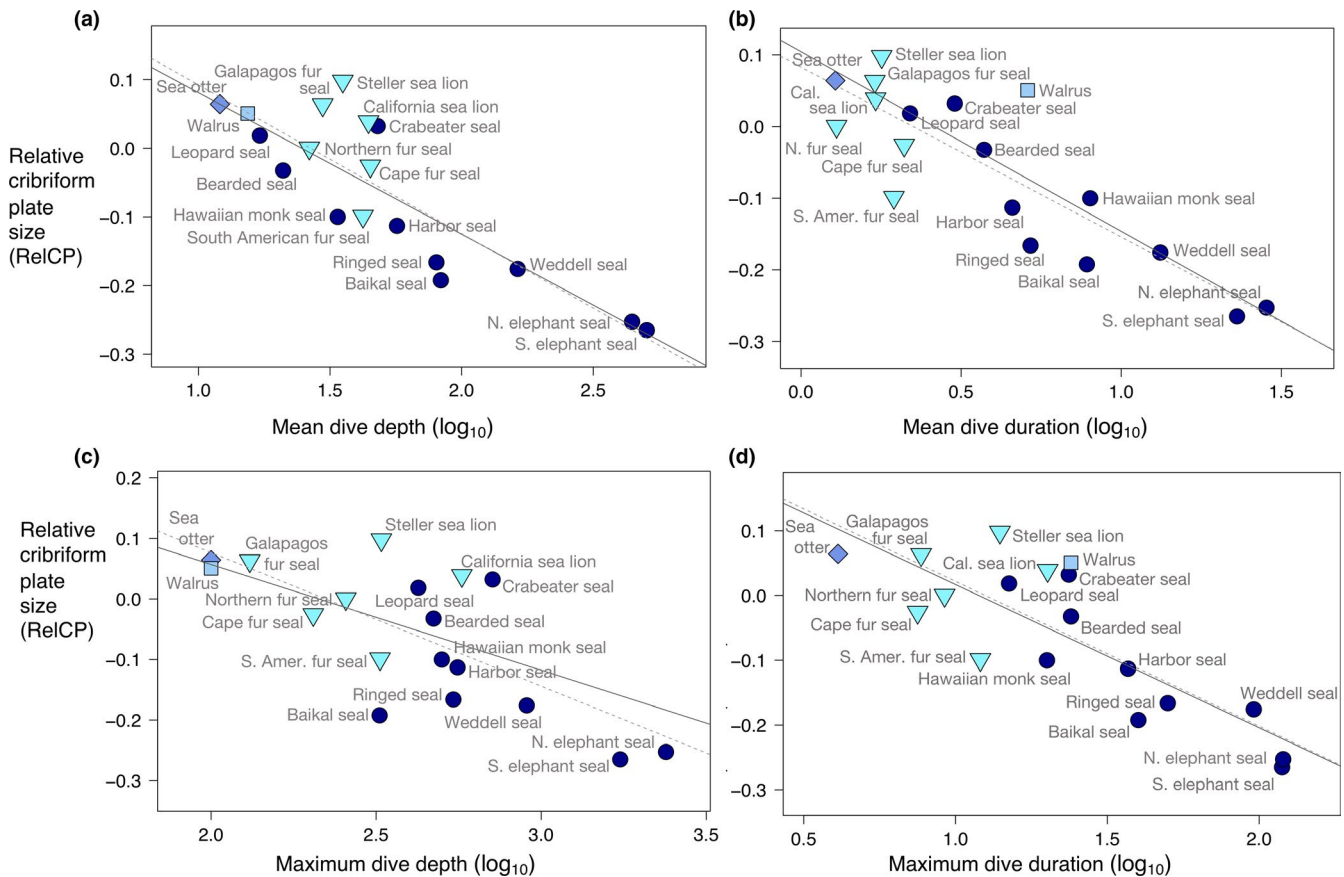 (a)
Relative
cribriform
plate
size
(RelCP)
0.1
0.0
−0.1
−0.2
−0.3
Galapagos fur
seal
Steller sea lion
Sea otter
California sea lion
Walrus
Crabeater seal
Leopard seal
Northern fur seal
Bearded seal
Cape fur seal
Hawaiian monk seal
South American fur seal
Harbor seal
Ringed seal
Baikal seal
Weddell seal
N. elephant seal
S. elephant seal
1.0
1.5
2.0
2.5
Mean dive depth (log10)
(b)
0.1
0.0
−0.1
−0.2
−0.3
Sea otter
Steller sea lion
Galapagos fur seal
Cal.
sea lion
Walrus
Crabeater seal
Leopard seal
N. fur seal
Cape fur seal
Bearded seal
S. Amer. fur seal
Hawaiian monk seal
Harbor seal
Ringed seal
Baikal seal
Weddell seal
N. elephant seal
S. elephant seal
0.0
0.5
1.0
1.5
Mean dive duration (log10)
(c)
Relative
cribriform
plate
size
(RelCP)
0.2
0.1
0.0
−0.1
−0.2
−0.3
Sea
otter
Galapagos
fur seal
Steller sea lion
Walrus
California sea lion
Crabeater seal
Northern fur seal
Leopard seal
Cape fur seal
Bearded seal
S. Amer. fur seal
Hawaiian monk seal
Harbor seal
Ringed seal
Baikal seal
Weddell seal
N. elephant seal
S. elephant seal
2.0
2.5
3.0
3.5
Maximum dive depth (log10)
(d)
0.1
0.0
−0.1
−0.2
−0.3
Sea
otter
Galapagos
fur seal
Steller sea lion
Cal. sea lion
Walrus
Crabeater seal
Northern fur seal
Leopard seal
Cape fur seal
Bearded seal
S. Amer. fur seal
Hawaiian monk seal
Harbor seal
Ringed seal
Baikal seal
Weddell seal
N. elephant seal
S. elephant seal
0.5
1.0
1.5
2.0
Maximum dive duration (log10)